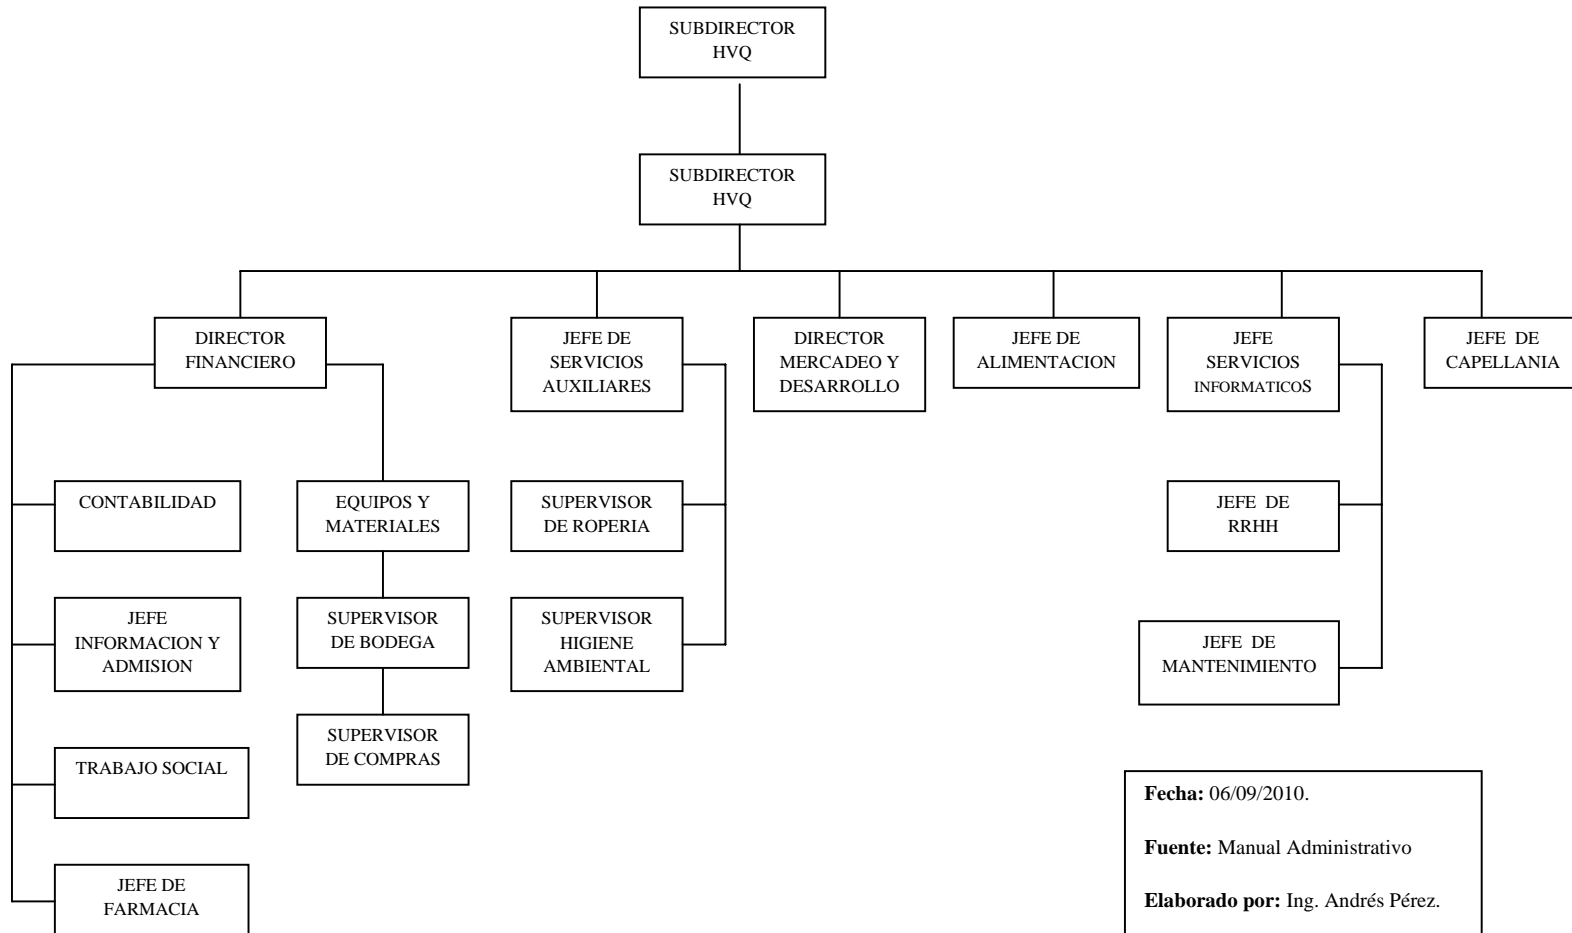 SUBDIRECTOR
HVQ
SUBDIRECTOR
HVQ
DIRECTOR
FINANCIERO
JEFE DE
SERVICIOS
AUXILIARES
DIRECTOR
MERCADEO Y
DESARROLLO
JEFE DE
ALIMENTACION
JEFE
SERVICIOS
INFORMATICOS
JEFE DE
CAPELLANIA
CONTABILIDAD
EQUIPOS Y
MATERIALES
SUPERVISOR
DE ROPERIA
JEFE DE
RRHH
JEFE
INFORMACION Y
ADMISION
SUPERVISOR
DE BODEGA
SUPERVISOR
HIGIENE
AMBIENTAL
JEFE DE
MANTENIMIENTO
TRABAJO SOCIAL
SUPERVISOR
DE COMPRAS
JEFE DE
FARMACIA
Fecha: 06/09/2010.
Fuente: Manual Administrativo
Elaborado por: Ing. Andrés Pérez.